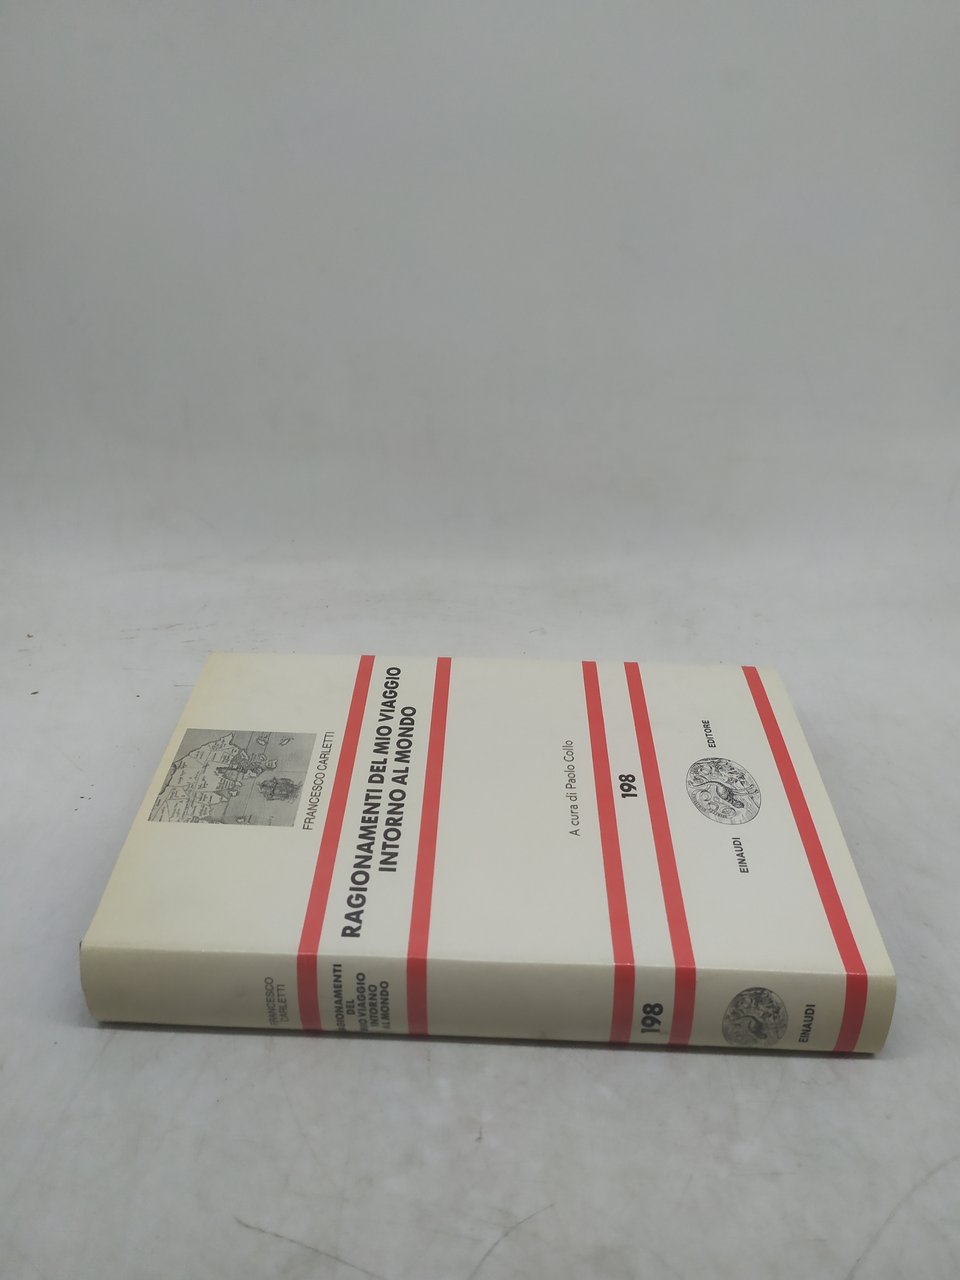 FRANCESCO CARLETTI
RAGIONAMENTI DEL MIO VIAGGIO
INTORNO AL MONDO
A cura di Paolo Collo
198
EINAUDI
EDITORE
FRANCESCO
CARLETTI
RAGIONAMENTI
DEL
MIO VIAGGIO
INTORNO
AL MONDO
198
EINAUDI